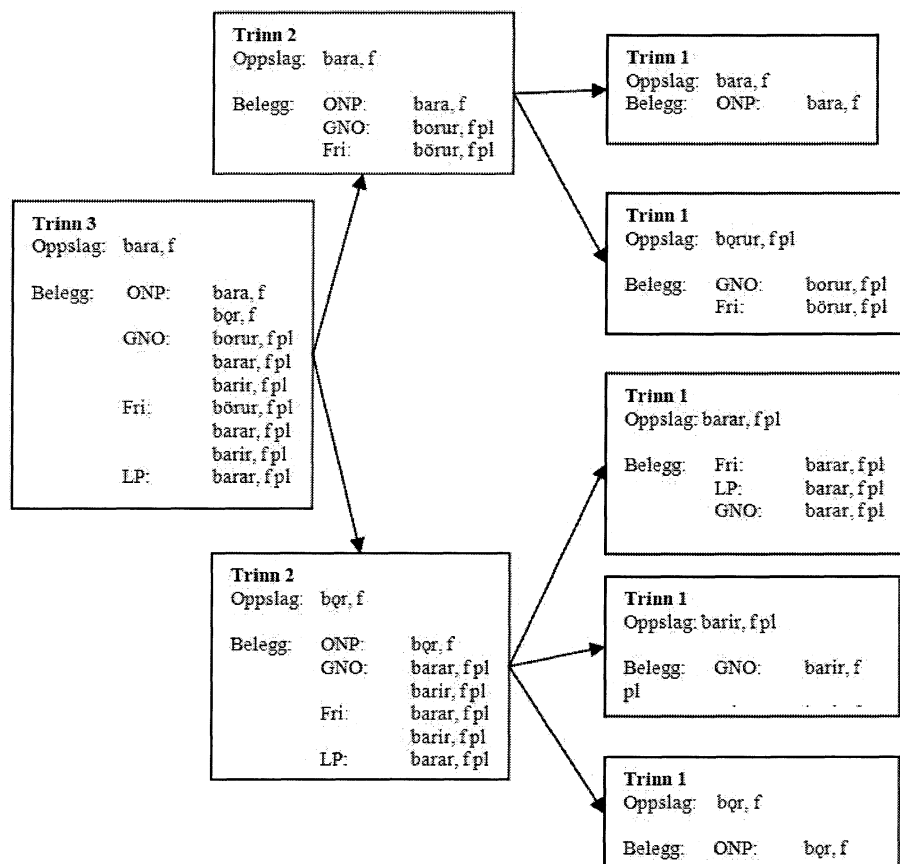 Trinn 3
Oppslag: bara, f
Belegg: ONP: bara, f
bǫr, f
GNO: borur, f pl
barar, f pl
barir, f pl
Fri: börur, f pl
barar, f pl
barir, f pl
LP: barar, f pl
Trinn 2
Oppslag: bara, f
Belegg: ONP: bara, f
GNO: borur, f pl
Fri: börur, f pl
Trinn 2
Oppslag: bǫr, f
Belegg: ONP: bǫr, f
GNO: barar, f pl
barir, f pl
Fri: barar, f pl
barir, f pl
LP: barar, f pl
Trinn 1
Oppslag: bara, f
Belegg: ONP: bara, f
Trinn 1
Oppslag: bǫrur, f pl
Belegg: GNO: borur, f pl
Fri: börur, f pl
Trinn 1
Oppslag: barar, f pl
Belegg: Fri: barar, f pl
LP: barar, f pl
GNO: barar, f pl
Trinn 1
Oppslag: barir, f pl
Belegg: GNO: barir, f
pl
Trinn 1
Oppslag: bǫr, f
Belegg: ONP: bǫr, f